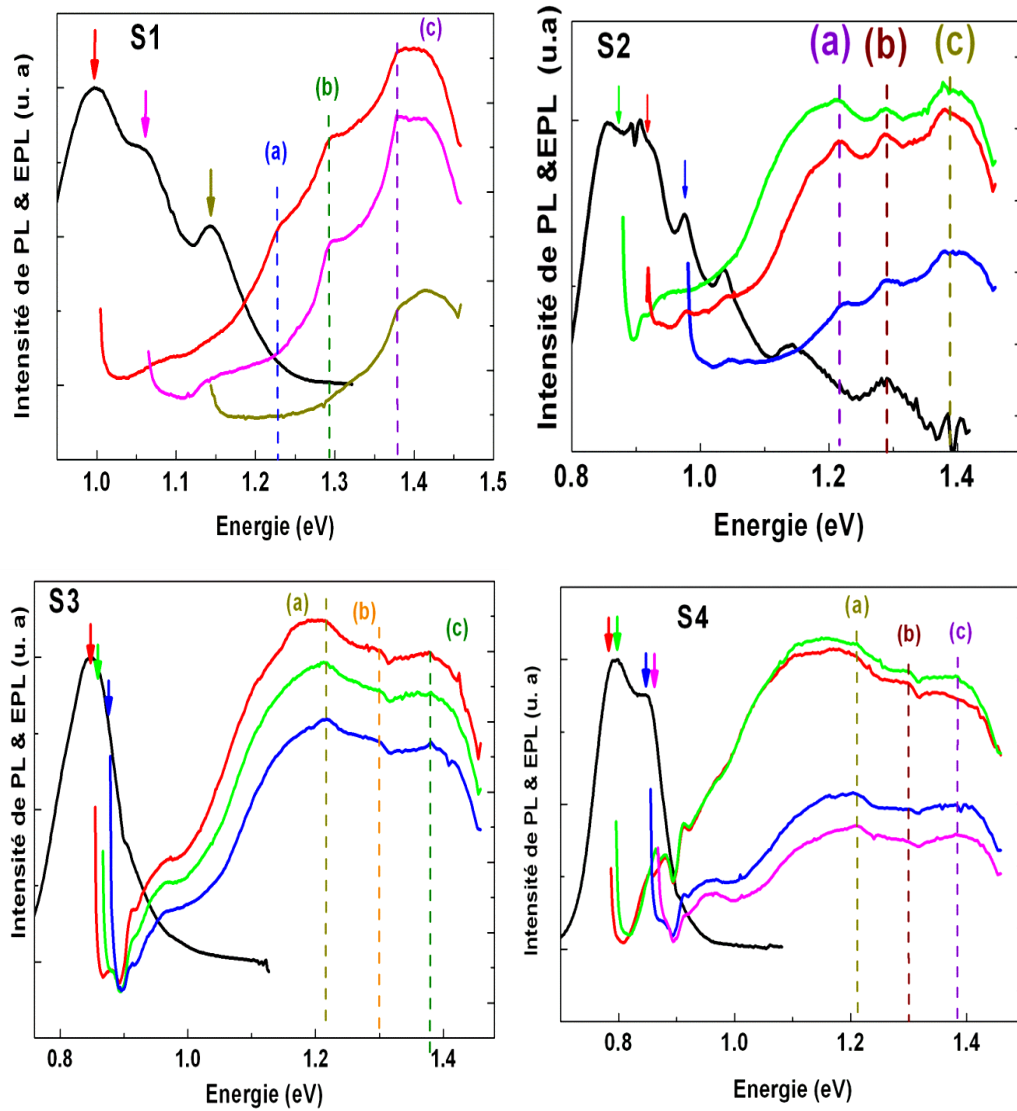 S1
(a)
(b)
(c)
Intensité de PL & EPL (u. a)
1.0 1.1 1.2 1.3 1.4 1.5
Energie (eV)
S2
(a) (b) (c)
Intensité de PL &EPL (u.a)
0.8 1.0 1.2 1.4
Energie (eV)
S3
(a)
(b)
(c)
Intensité de PL & EPL (u. a)
0.8 1.0 1.2 1.4
Energie (eV)
S4
(a)
(b)
(c)
Intensité de PL & EPL (u. a)
0.8 1.0 1.2 1.4
Energie (eV)